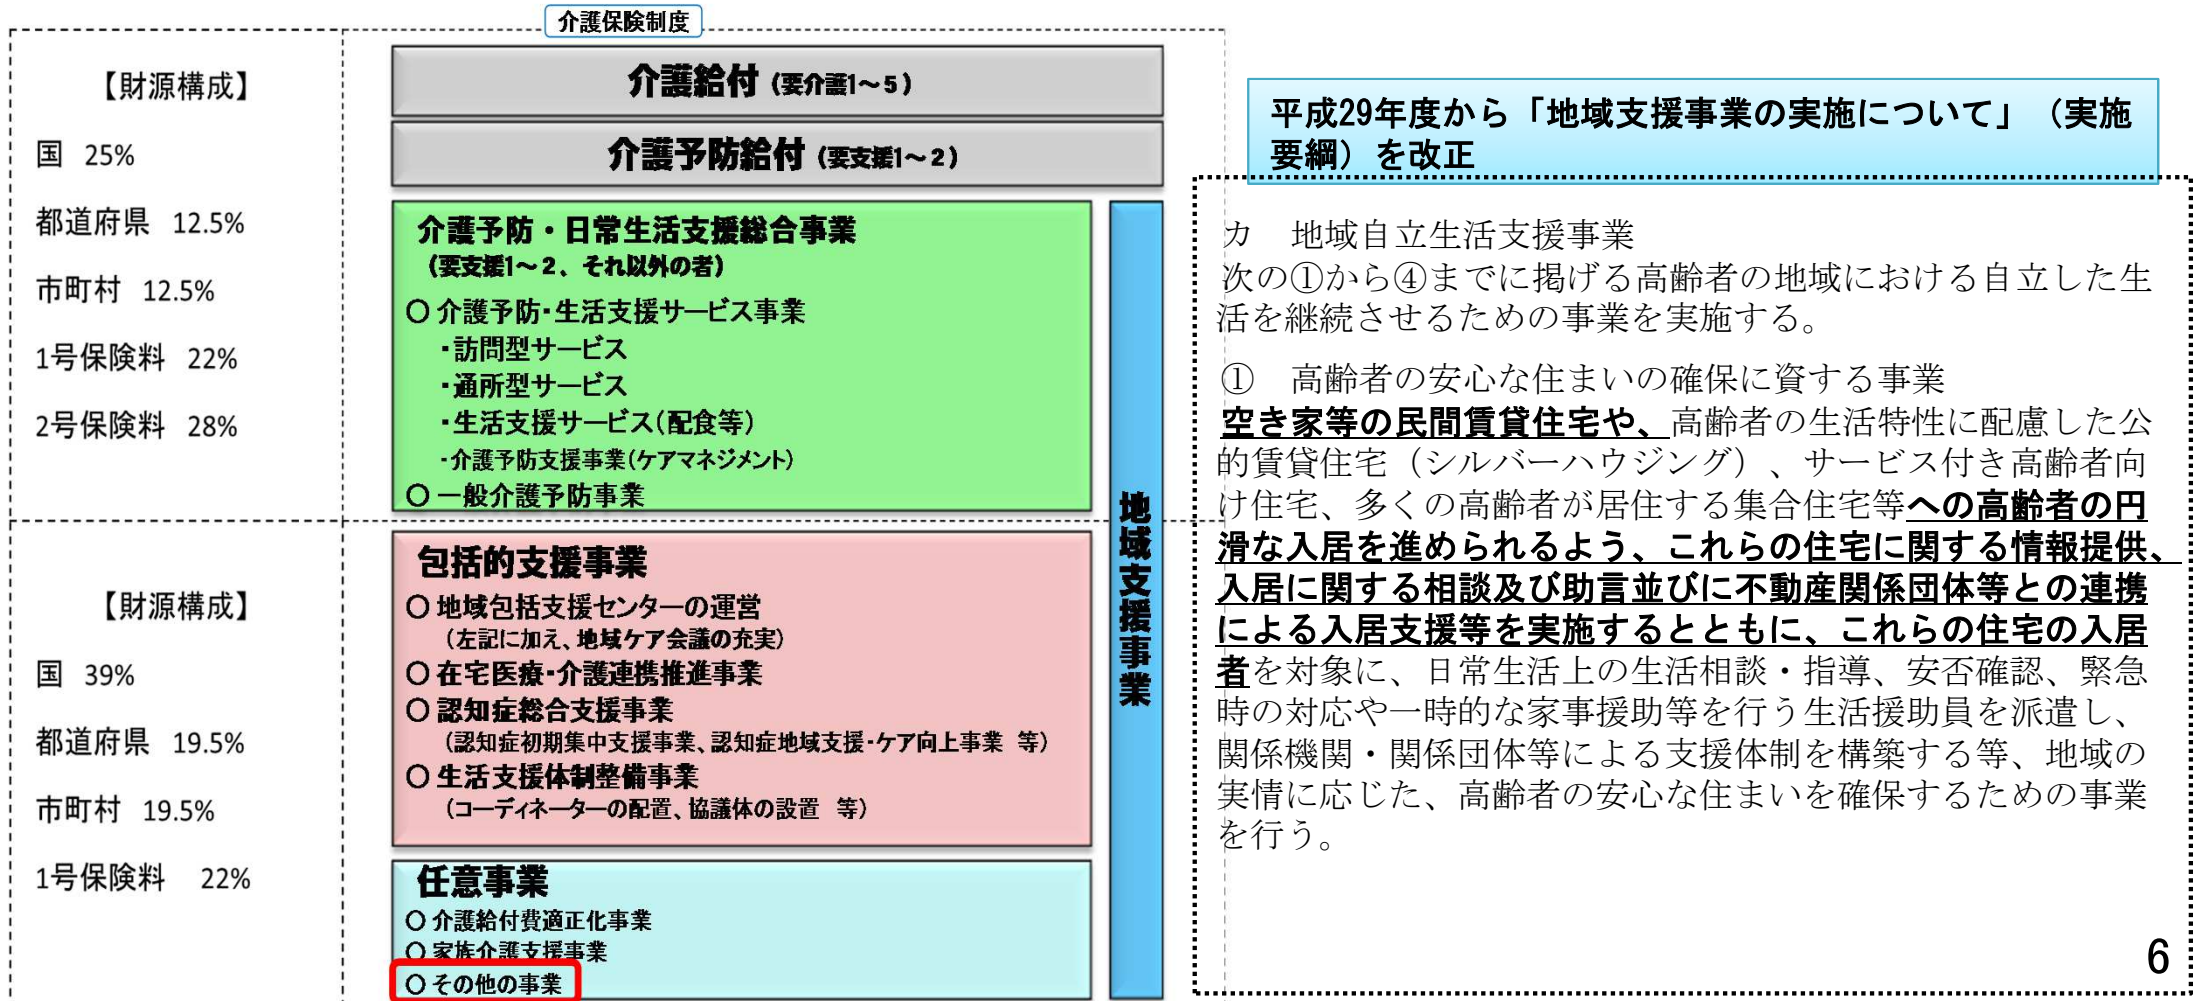 介護保険制度
【財源構成】
国 25%
都道府県 12.5%
市町村 12.5%
1号保険料 22%
2号保険料 28%
【財源構成】
国 39%
都道府県 19.5%
市町村 19.5%
1号保険料 22%
介護給付（要介護1～5）
介護予防給付（要支援1～2）
介護予防・日常生活支援総合事業
（要支援1～2、それ以外の者）
○ 介護予防・生活支援サービス事業
・訪問型サービス
・通所型サービス
・生活支援サービス（配食等）
・介護予防支援事業（ケアマネジメント）
○ 一般介護予防事業
包括的支援事業
○ 地域包括支援センターの運営
（左記に加え、地域ケア会議の充実）
○ 在宅医療・介護連携推進事業
○ 認知症総合支援事業
（認知症初期集中支援事業、認知症地域支援・ケア向上事業 等）
○ 生活支援体制整備事業
（コーディネーターの配置、協議体の設置 等）
任意事業
○ 介護給付費適正化事業
○ 家族介護支援事業
○ その他の事業
地域支援事業
平成29年度から「地域支援事業の実施について」（実施
要綱）を改正
カ 地域自立生活支援事業
次の①から④までに掲げる高齢者の地域における自立した生
活を継続させるための事業を実施する。
① 高齢者の安心な住まいの確保に資する事業
空き家等の民間賃貸住宅や、高齢者の生活特性に配慮した公
的賃貸住宅（シルバーハウジング）、サービス付き高齢者向
け住宅、多くの高齢者が居住する集合住宅等への高齢者の円
滑な入居を進められるよう、これらの住宅に関する情報提供、
入居に関する相談及び助言並びに不動産関係団体等との連携
による入居支援等を実施するとともに、これらの住宅の入居
者を対象に、日常生活上の生活相談・指導、安否確認、緊急
時の対応や一時的な家事援助等を行う生活援助員を派遣し、
関係機関・関係団体等による支援体制を構築する等、地域の
実情に応じた、高齢者の安心な住まいを確保するための事業
を行う。
6